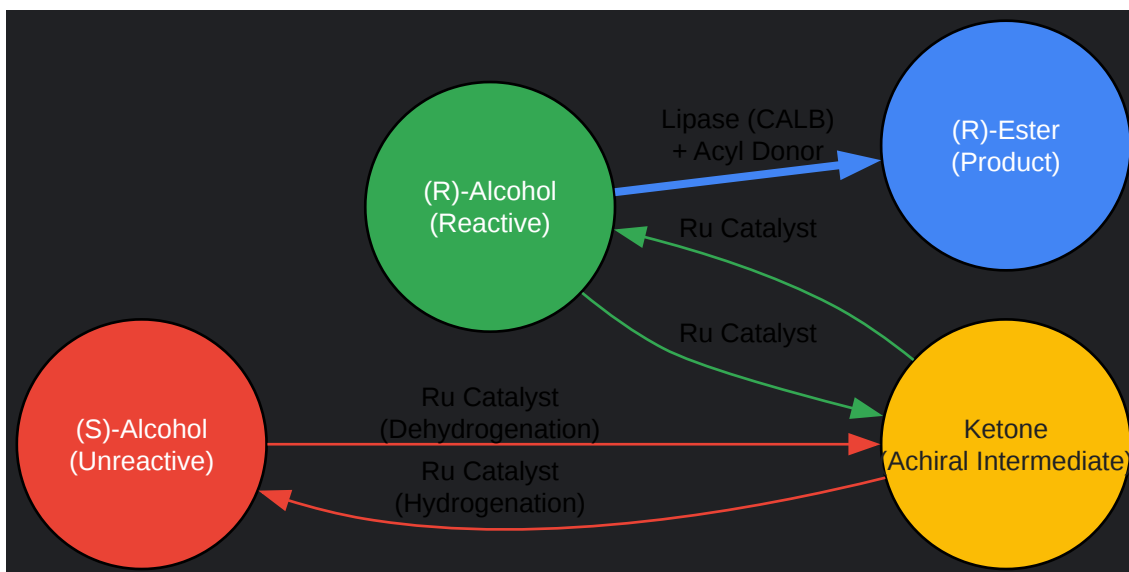 Lipase (CALB)
+ Acyl Donor
(R)-Ester
(Product)
(R)-Alcohol
(Reactive)
Ru Catalyst
Ru Catalyst
Ru Catalyst
(Dehydrogenation)
(S)-Alcohol
(Unreactive)
Ketone
(Achiral Intermediate)
Ru Catalyst
(Hydrogenation)